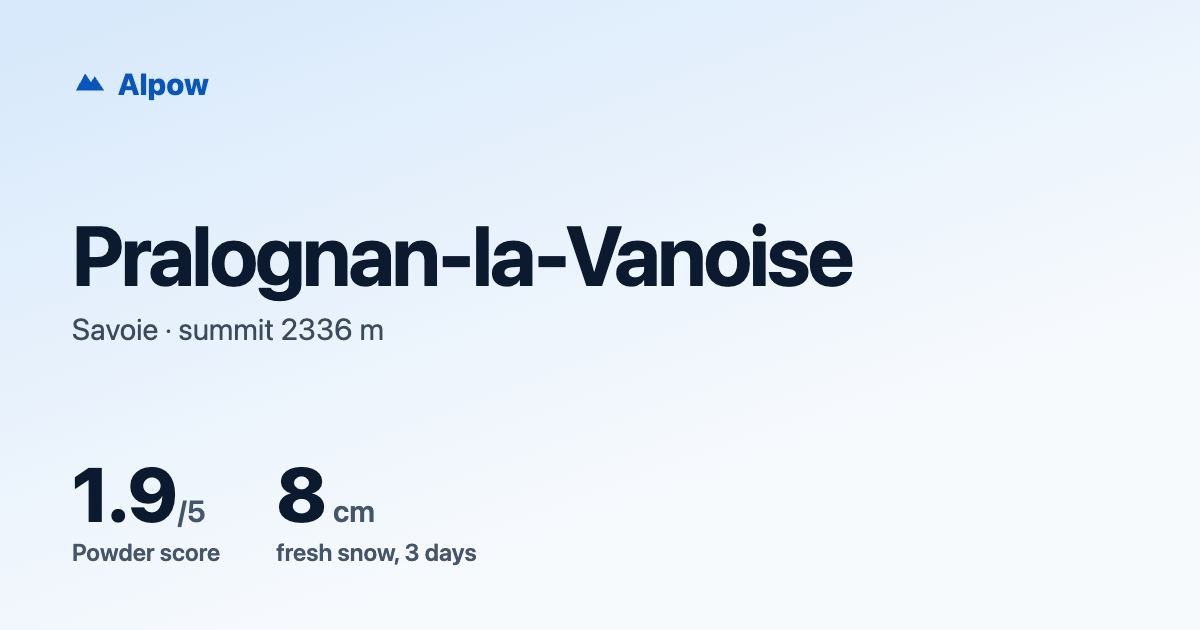 Alpow
Pralognan-la-Vanoise
Savoie · summit 2336 m
1.9/5 8 cm
Powder score fresh snow, 3 days